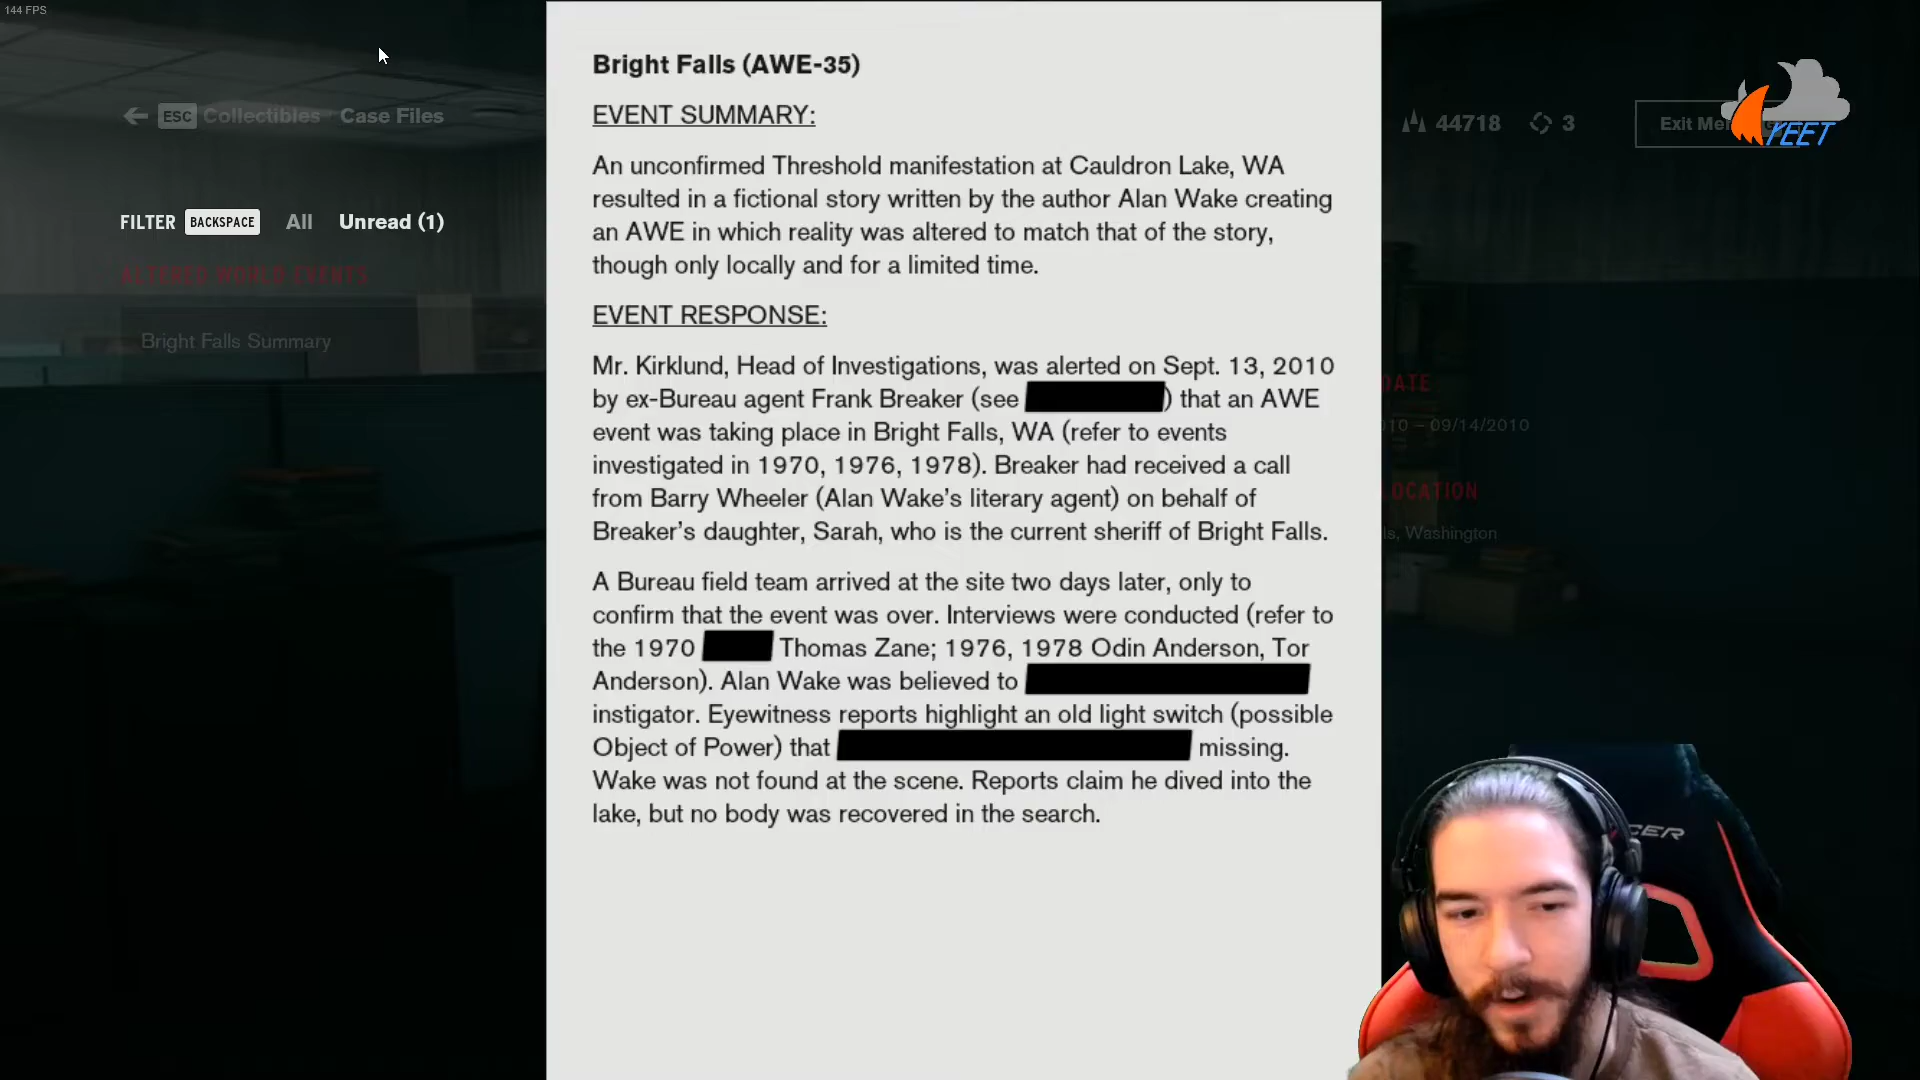 144 FPS
ESC Collectibles Case Files
44718 3
Exit
YEET
FILTER BACKSPACE All Unread (1)
ALTERED WORLD EVENTS
Bright Falls Summary
Bright Falls (AWE-35)
EVENT SUMMARY:
An unconfirmed Threshold manifestation at Cauldron Lake, WA
resulted in a fictional story written by the author Alan Wake creating
an AWE in which reality was altered to match that of the story,
though only locally and for a limited time.
EVENT RESPONSE:
Mr. Kirklund, Head of Investigations, was alerted on Sept. 13, 2010
by ex-Bureau agent Frank Breaker (see ) that an AWE
event was taking place in Bright Falls, WA (refer to events
investigated in 1970, 1976, 1978). Breaker had received a call
from Barry Wheeler (Alan Wake's literary agent) on behalf of
Breaker's daughter, Sarah, who is the current sheriff of Bright Falls.
A Bureau field team arrived at the site two days later, only to
confirm that the event was over. Interviews were conducted (refer to
the 1970 Thomas Zane; 1976, 1978 Odin Anderson, Tor
Anderson). Alan Wake was believed to
instigator. Eyewitness reports highlight an old light switch (possible
Object of Power) that missing.
Wake was not found at the scene. Reports claim he dived into the
lake, but no body was recovered in the search.
DATE
10 – 09/14/2010
LOCATION
ls, Washington